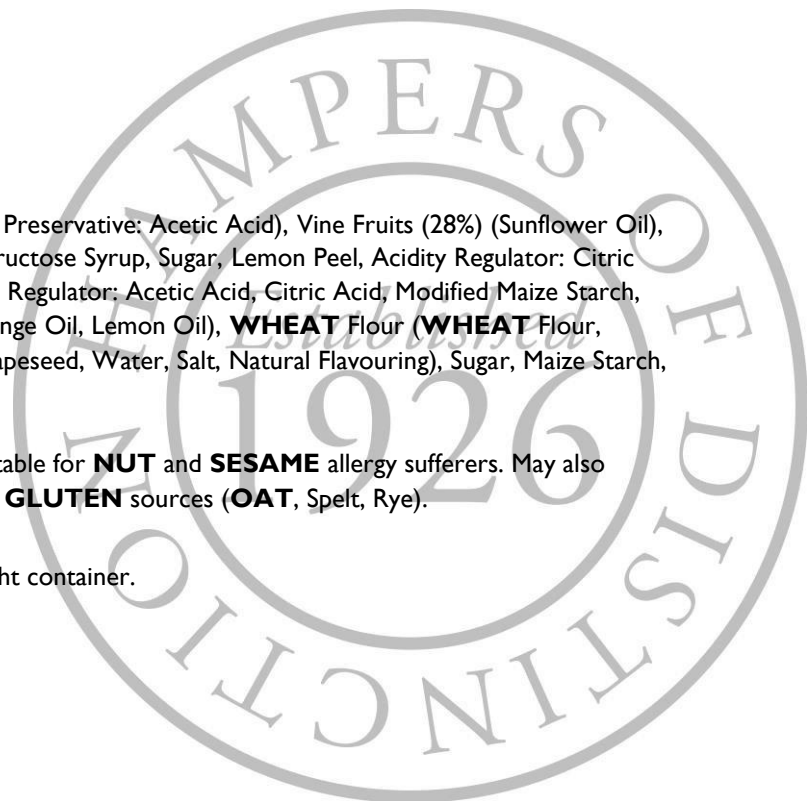 HAMPERS OF DISTINCTION
Preservative: Acetic Acid), Vine Fruits (28%) (Sunflower Oil),
ructose Syrup, Sugar, Lemon Peel, Acidity Regulator: Citric
Regulator: Acetic Acid, Citric Acid, Modified Maize Starch,
nge Oil, Lemon Oil), WHEAT Flour (WHEAT Flour,
Established
apeseed, Water, Salt, Natural Flavouring), Sugar, Maize Starch,
1926
table for NUT and SESAME allergy sufferers. May also
GLUTEN sources (OAT, Spelt, Rye).
ht container.